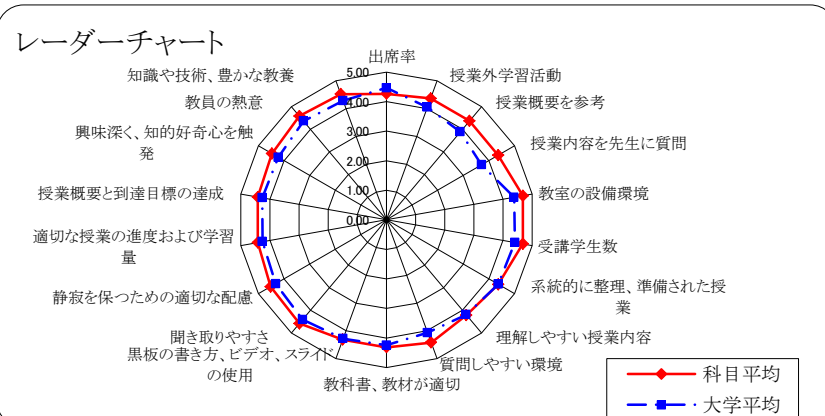 レーダーチャート
出席率
授業外学習活動
授業概要を参考
授業内容を先生に質問
教室の設備環境
受講学生数
系統的に整理、準備された授
業
理解しやすい授業内容
質問しやすい環境
教科書、教材が適切
黒板の書き方、ビデオ、スライド
の使用
聞き取りやすさ
静寂を保つための適切な配慮
適切な授業の進度および学習
量
授業概要と到達目標の達成
興味深く、知的好奇心を触
発
教員の熱意
知識や技術、豊かな教養
5.00
4.00
3.00
2.00
1.00
0.00
科目平均
大学平均